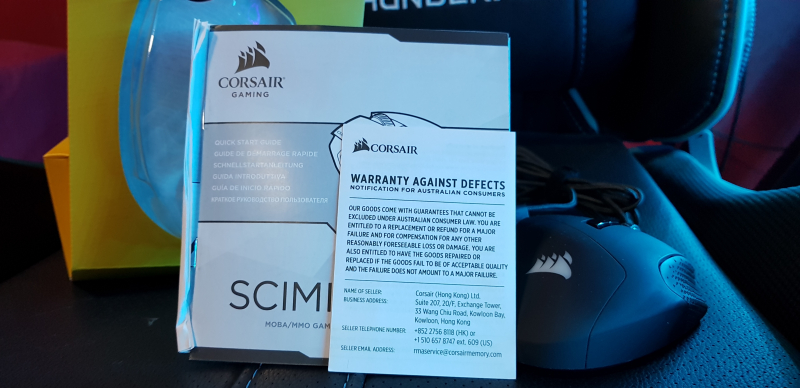 CORSAIR
GAMING
QUICK START GUIDE
GUIDE DE DÉMARRAGE RAPIDE
SCHNELLSTARTANLEITUNG
GUIDA INTRODUTTIVA
GUÍA DE INICIO RÁPIDO
КРАТКОЕ РУКОВОДСТВО ПОЛЬЗОВАТЕЛЯ
SCIMI
MOBA/MMO GAM
CORSAIR
WARRANTY AGAINST DEFECTS
NOTIFICATION FOR AUSTRALIAN CONSUMERS
OUR GOODS COME WITH GUARANTEES THAT CANNOT BE
EXCLUDED UNDER AUSTRALIAN CONSUMER LAW. YOU ARE
ENTITLED TO A REPLACEMENT OR REFUND FOR A MAJOR
FAILURE AND FOR COMPENSATION FOR ANY OTHER
REASONABLY FORESEEABLE LOSS OR DAMAGE. YOU ARE
ALSO ENTITLED TO HAVE THE GOODS REPAIRED OR
REPLACED IF THE GOODS FAIL TO BE OF ACCEPTABLE QUALITY
AND THE FAILURE DOES NOT AMOUNT TO A MAJOR FAILURE.
NAME OF SELLER: Corsair (Hong Kong) Ltd.
BUSINESS ADDRESS: Suite 207, 20/F, Exchange Tower,
33 Wang Chiu Road, Kowloon Bay,
Kowloon, Hong Kong
SELLER TELEPHONE NUMBER: +852 2756 8118 (HK) or
+1 510 657 8747 ext. 609 (US)
SELLER EMAIL ADDRESS: rmaservice@corsairmemory.com